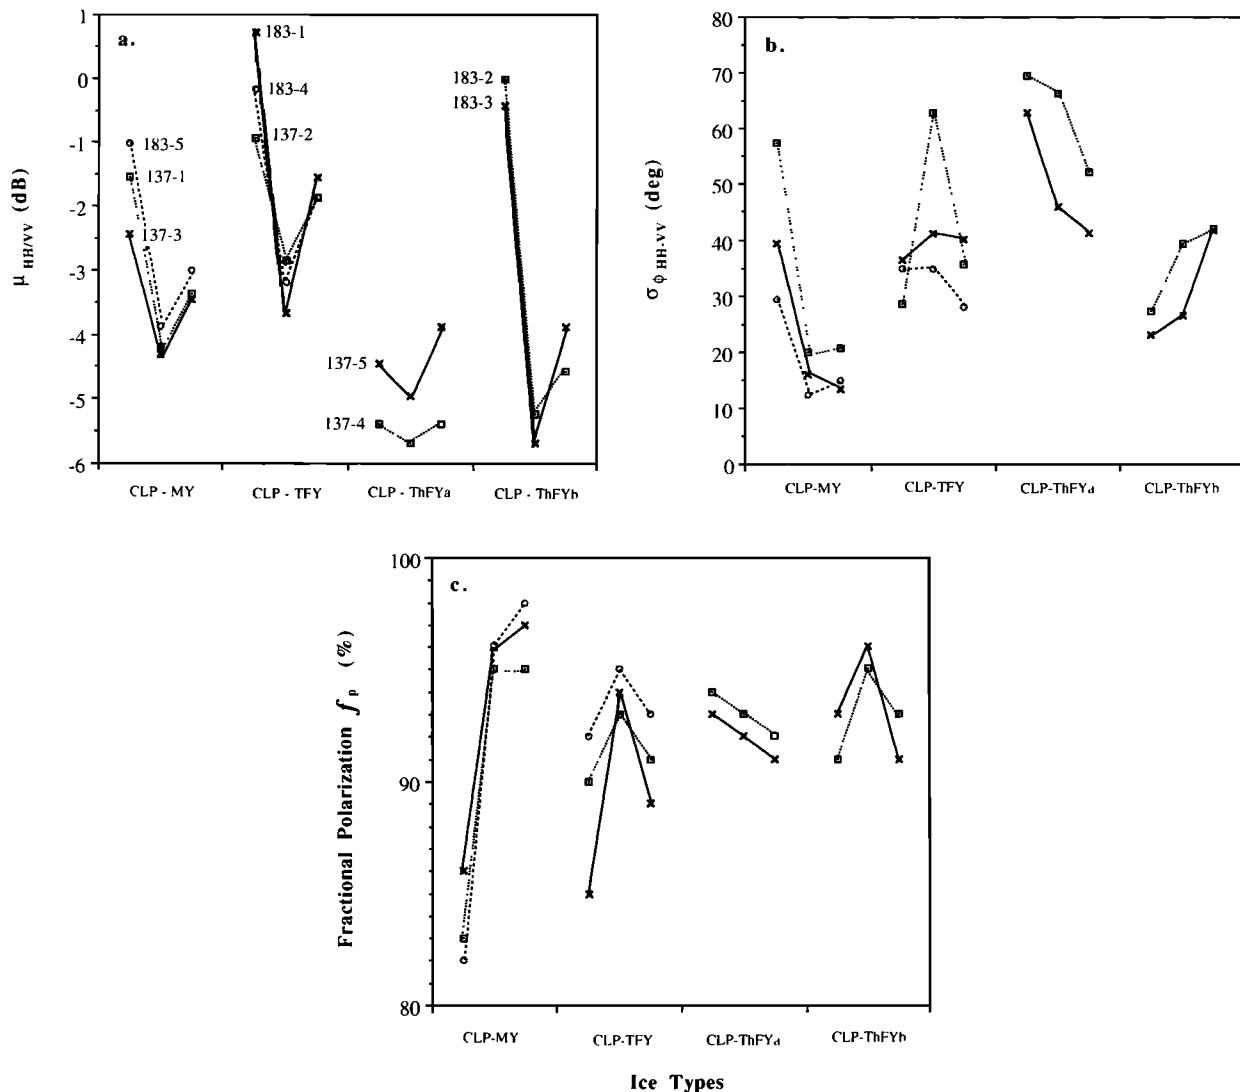 a.
μ HH/VV (dB)
1
0
-1
-2
-3
-4
-5
-6
183-1
183-4
137-2
183-5
137-1
137-3
137-5
137-4
183-2
183-3
CLP - MY
CLP - TFY
CLP - ThFYa
CLP - ThFYb
b.
σ ϕ HH-VV (deg)
80
70
60
50
40
30
20
10
0
CLP-MY
CLP-TFY
CLP-ThFYa
CLP-ThFYb
c.
Fractional Polarization f p (%)
100
90
80
CLP-MY
CLP-TFY
CLP-ThFYa
CLP-ThFYb
Ice Types